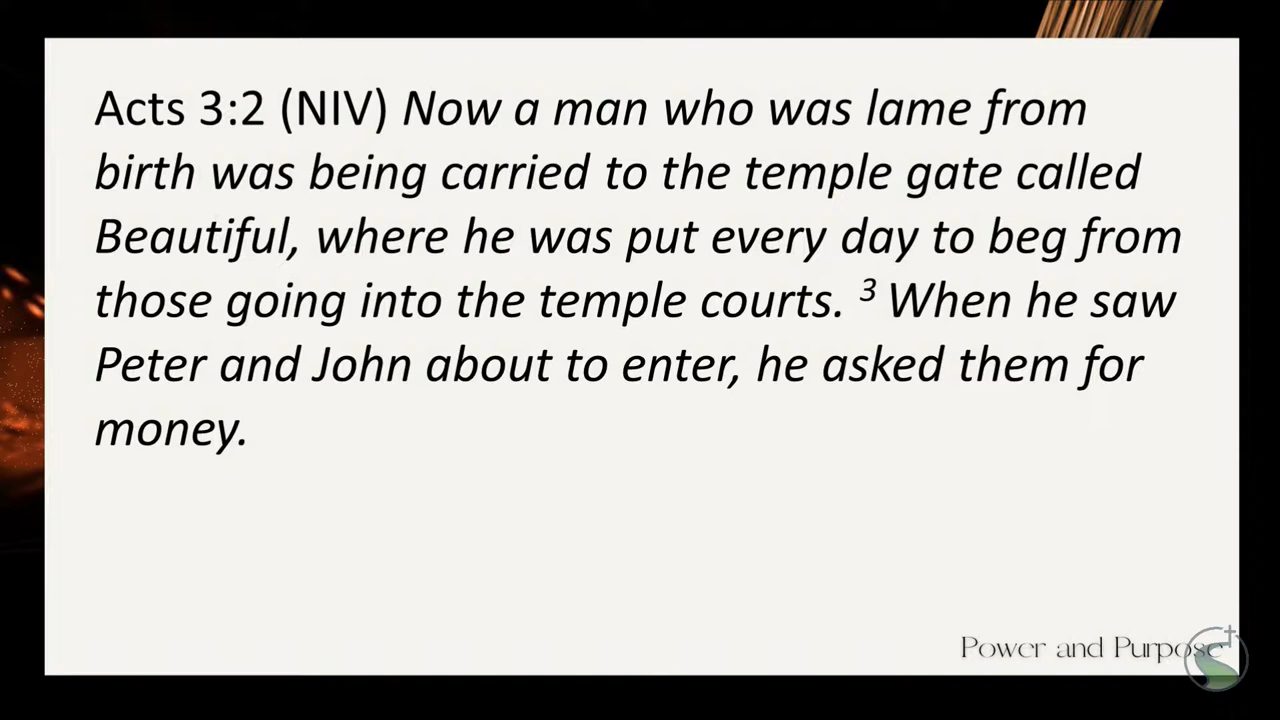 Acts 3:2 (NIV) Now a man who was lame from
birth was being carried to the temple gate called
Beautiful, where he was put every day to beg from
those going into the temple courts. ³ When he saw
Peter and John about to enter, he asked them for
money.
Power and Purpose